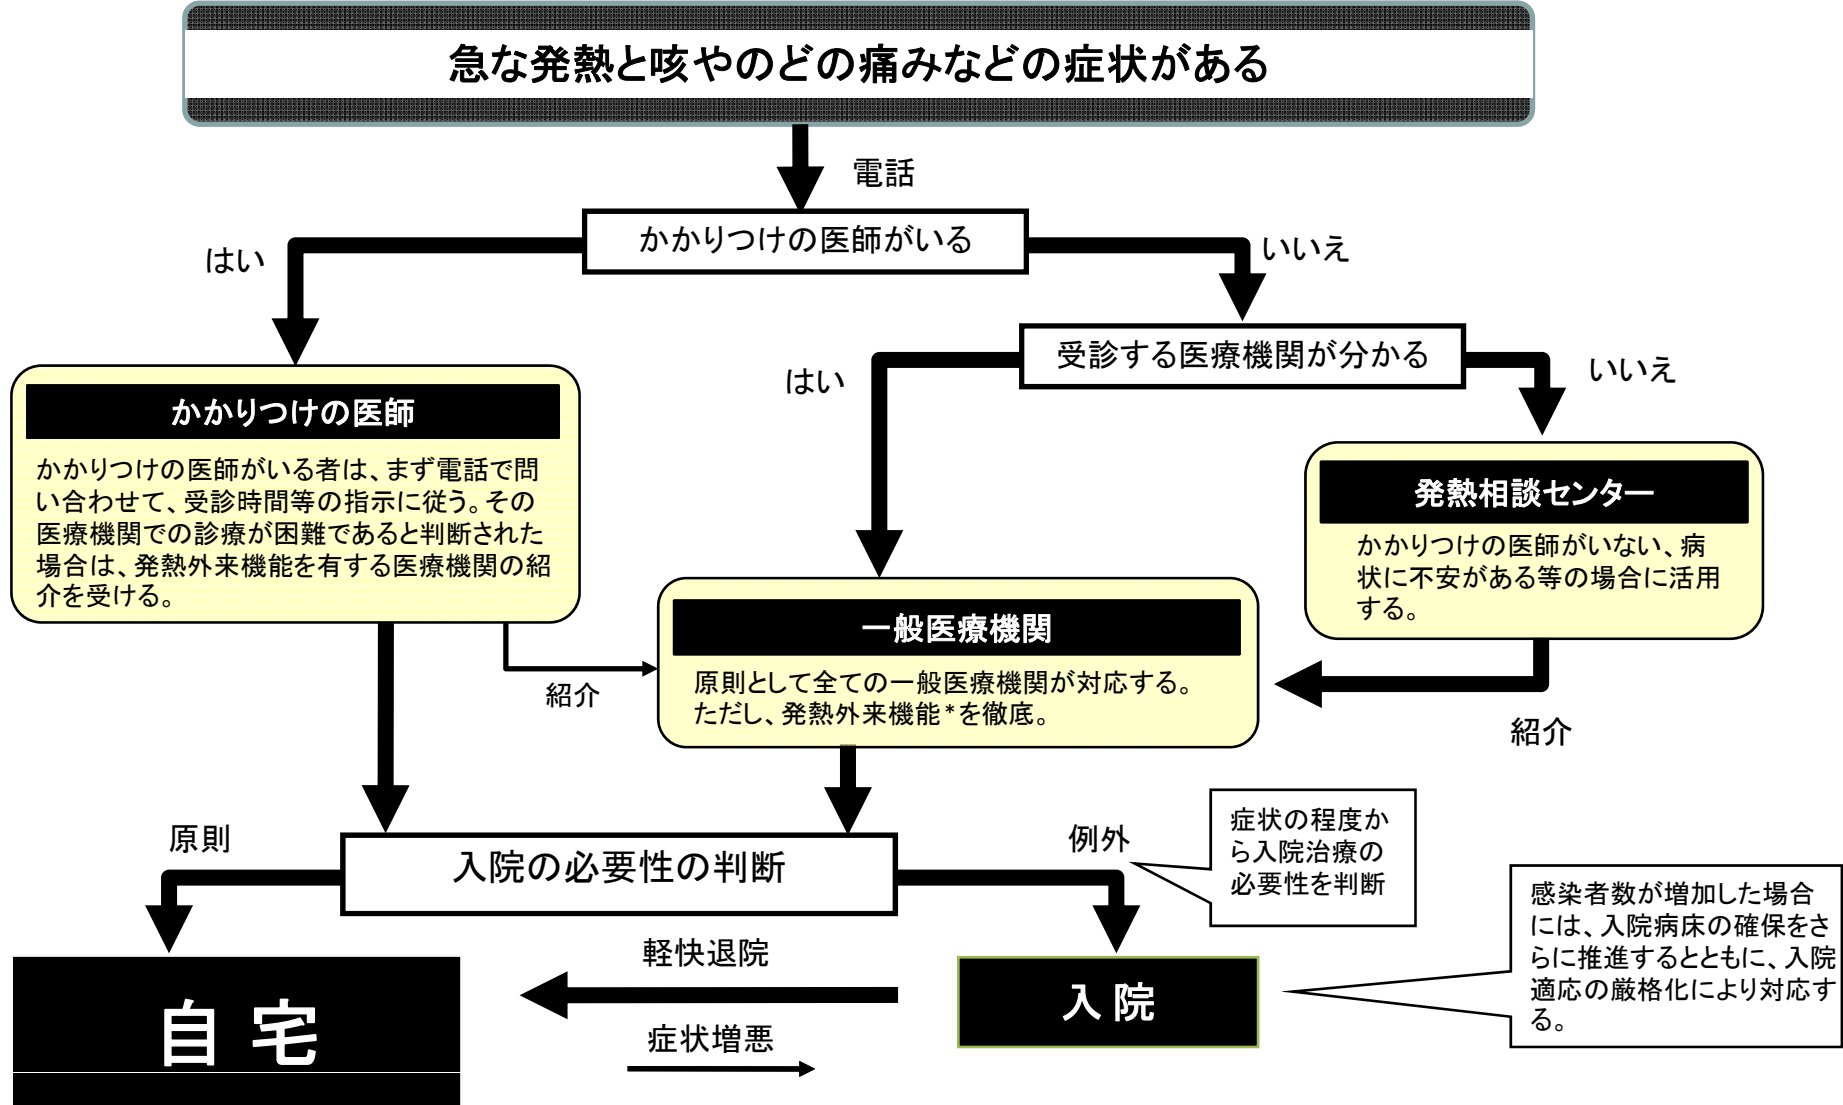 急な発熱と咳やのどの痛みなどの症状がある
電話
かかりつけの医師がいる
はい
いいえ
受診する医療機関が分かる
はい
いいえ
かかりつけの医師
かかりつけの医師がいる者は、まず電話で問
い合わせて、受診時間等の指示に従う。その
医療機関での診療が困難であると判断された
場合は、発熱外来機能を有する医療機関の紹
介を受ける。
発熱相談センター
かかりつけの医師がいない、病
状に不安がある等の場合に活用
する。
一般医療機関
原則として全ての一般医療機関が対応する。
ただし、発熱外来機能*を徹底。
紹介
紹介
原則
入院の必要性の判断
例外
症状の程度か
ら入院治療の
必要性を判断
感染者数が増加した場合
には、入院病床の確保をさ
らに推進するとともに、入院
適応の厳格化により対応す
る。
軽快退院
自 宅
入 院
症状増悪